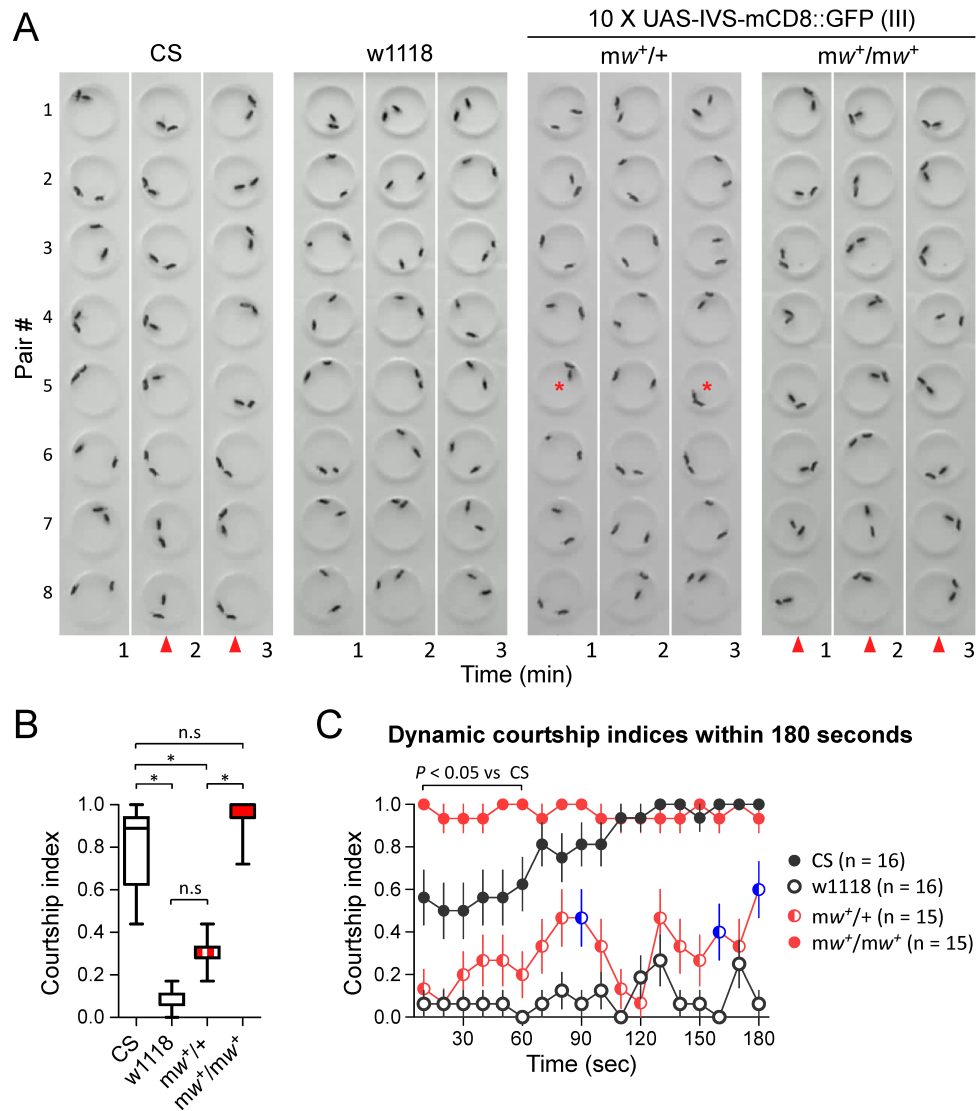 A
10 X UAS-IVS-mCD8::GFP (III)
CS
w1118
mw+/+
mw+/mw+
Pair #
1
2
3
4
5
6
7
8
*
*
1 2 3
1 2 3
1 2 3
1 2 3
Time (min)
B
n.s
*
*
*
n.s
Courtship index
1.0
0.8
0.6
0.4
0.2
0.0
CS
w1118
mw+/+
mw+/mw+
C
Dynamic courtship indices within 180 seconds
P < 0.05 vs CS
Courtship index
1.0
0.8
0.6
0.4
0.2
0.0
30 60 90 120 150 180
Time (sec)
CS (n = 16)
w1118 (n = 16)
mw+/+ (n = 15)
mw+/mw+ (n = 15)